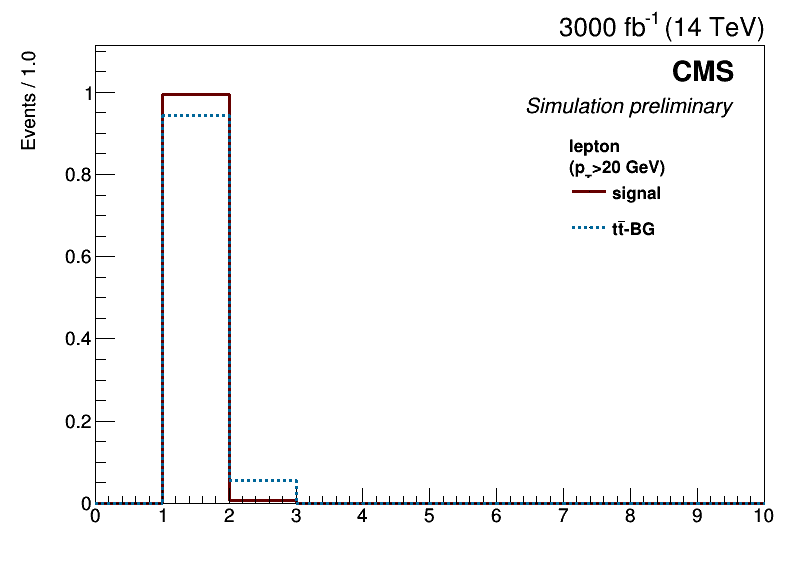 3000 fb⁻¹ (14 TeV)
Events / 1.0
CMS
Simulation preliminary
lepton
(p >20 GeV)
signal
tt̄-BG
1
0.8
0.6
0.4
0.2
0
0 1 2 3 4 5 6 7 8 9 10